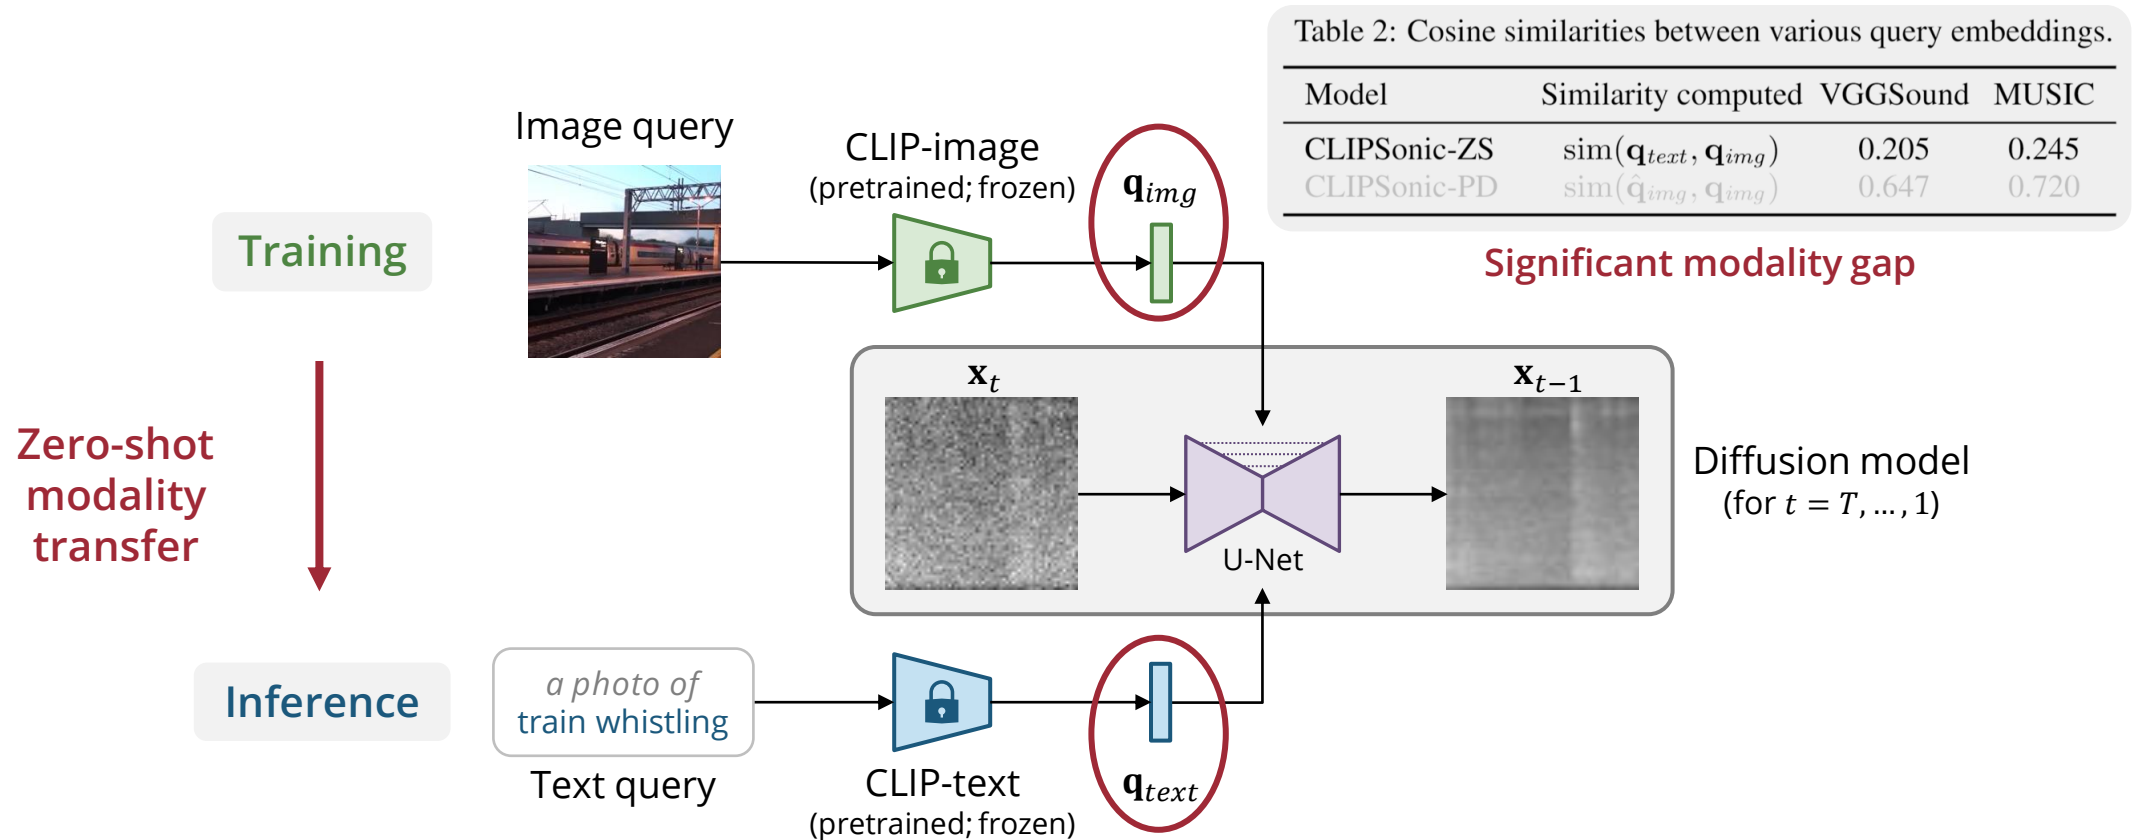 Table 2: Cosine similarities between various query embeddings.
Model Similarity computed VGGSound MUSIC
CLIPSonic-ZS sim(q_text, q_img) 0.205 0.245
CLIPSonic-PD sim(q̂_img, q_img) 0.647 0.720
Significant modality gap
Image query
CLIP-image
(pretrained; frozen)
q_img
Training
Zero-shot
modality
transfer
x_t
x_{t−1}
U-Net
Diffusion model
(for t = T, … , 1)
Inference
a photo of
train whistling
Text query
CLIP-text
(pretrained; frozen)
q_text